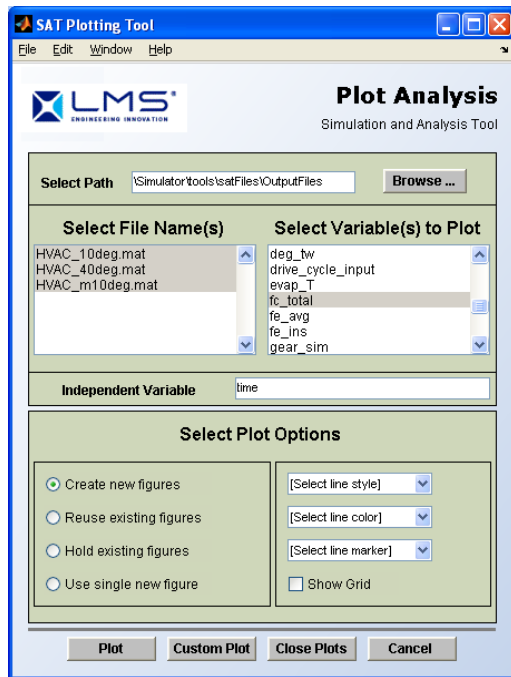 SAT Plotting Tool
File Edit Window Help
LMS®
ENGINEERING INNOVATION
Plot Analysis
Simulation and Analysis Tool
Select Path \Simulator\tools\satFiles\OutputFiles Browse ...
Select File Name(s) Select Variable(s) to Plot
HVAC_10deg.mat
HVAC_40deg.mat
HVAC_m10deg.mat
deg_tw
drive_cycle_input
evap_T
fc_total
fe_avg
fe_ins
gear_sim
Independent Variable time
Select Plot Options
Create new figures [Select line style]
Reuse existing figures [Select line color]
Hold existing figures [Select line marker]
Use single new figure Show Grid
Plot Custom Plot Close Plots Cancel